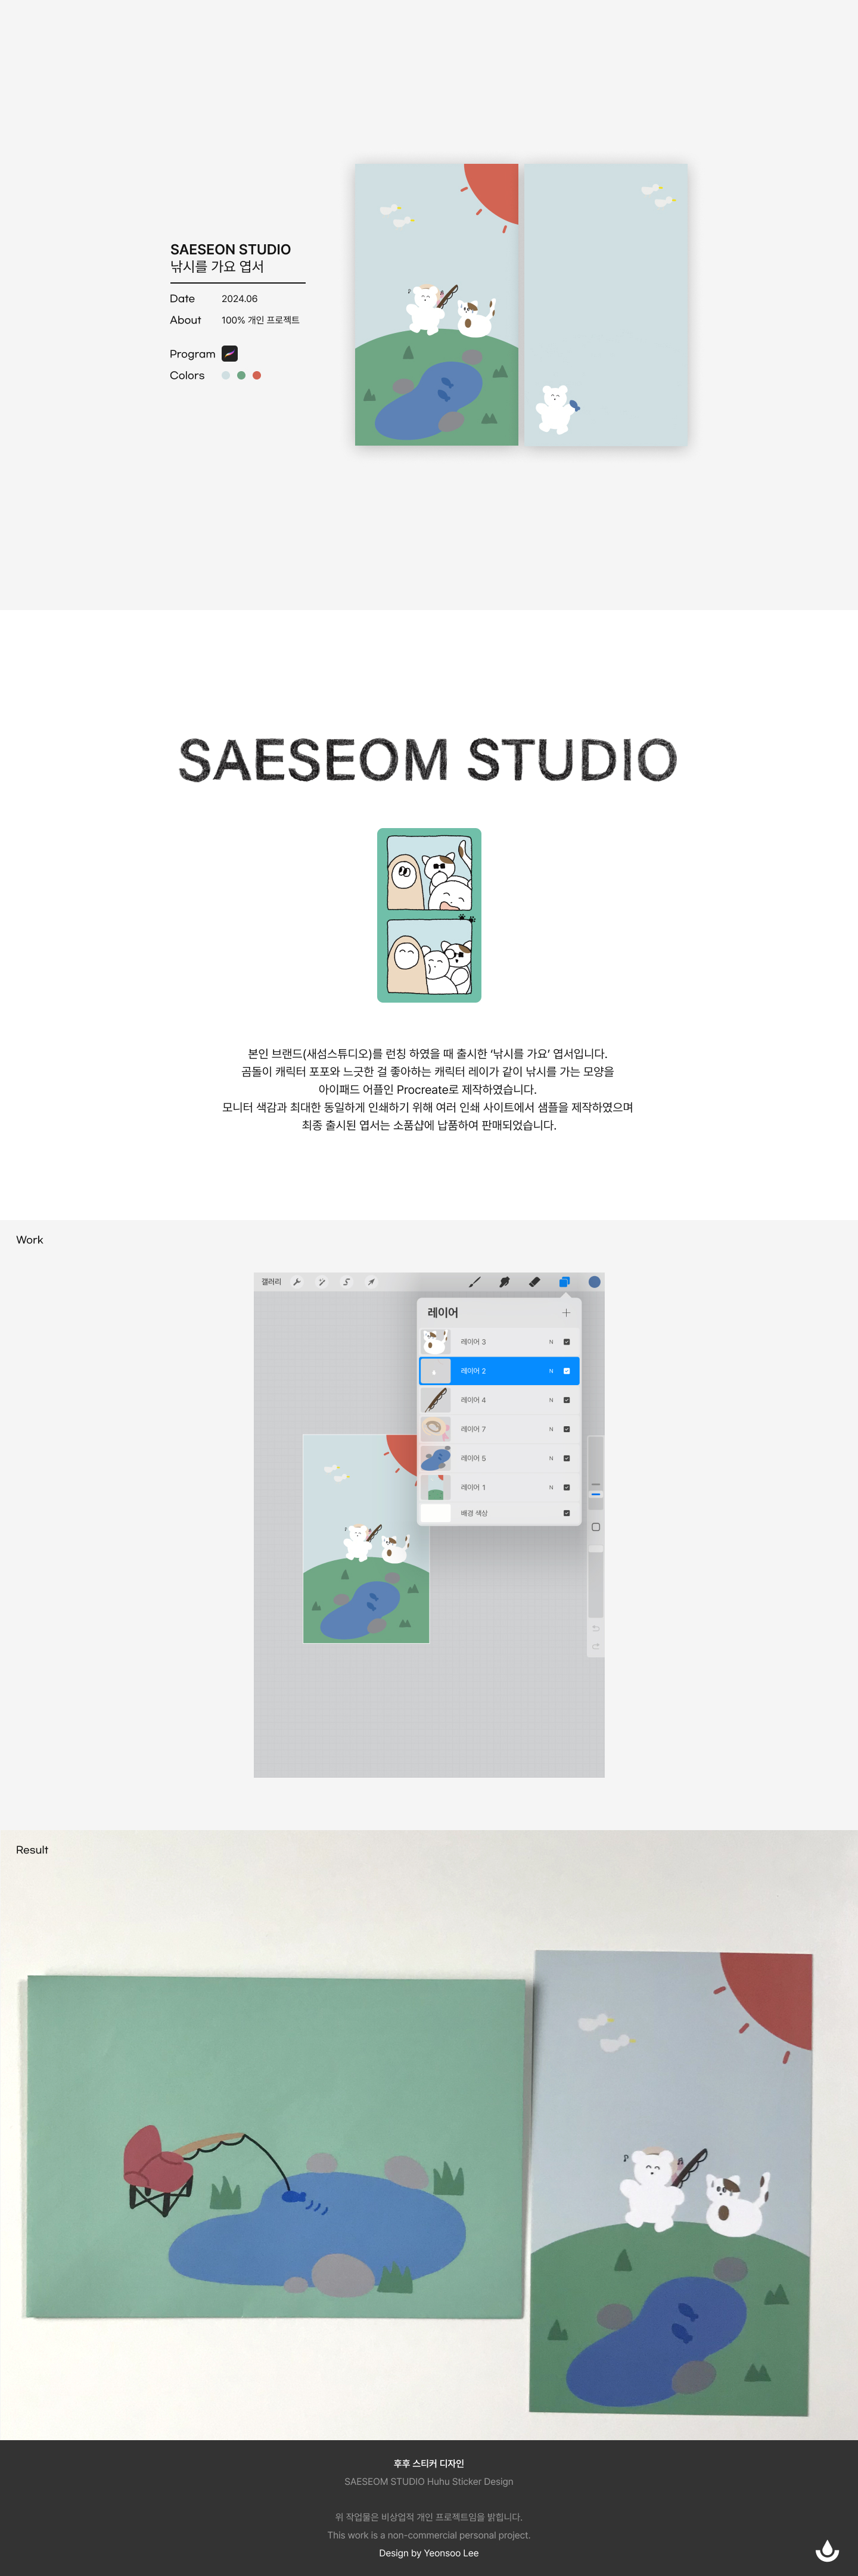 SAESEON STUDIO
낚시를 가요 엽서
Date 2024.06
About 100% 개인 프로젝트
Program
Colors
SAESEOM STUDIO
본인 브랜드(새섬스튜디오)를 런칭 하였을 때 출시한 ‘낚시를 가요’ 엽서입니다.
곰돌이 캐릭터 포포와 느긋한 걸 좋아하는 캐릭터 레이가 같이 낚시를 가는 모양을
아이패드 어플인 Procreate로 제작하였습니다.
모니터 색감과 최대한 동일하게 인쇄하기 위해 여러 인쇄 사이트에서 샘플을 제작하였으며
최종 출시된 엽서는 소품샵에 납품하여 판매되었습니다.
Work
갤러리
레이어
레이어 3 N
레이어 2 N
레이어 4 N
레이어 7 N
레이어 5 N
레이어 1 N
배경 색상
Result
후후 스티커 디자인
SAESEOM STUDIO Huhu Sticker Design
위 작업물은 비상업적 개인 프로젝트임을 밝힙니다.
This work is a non-commercial personal project.
Design by Yeonsoo Lee